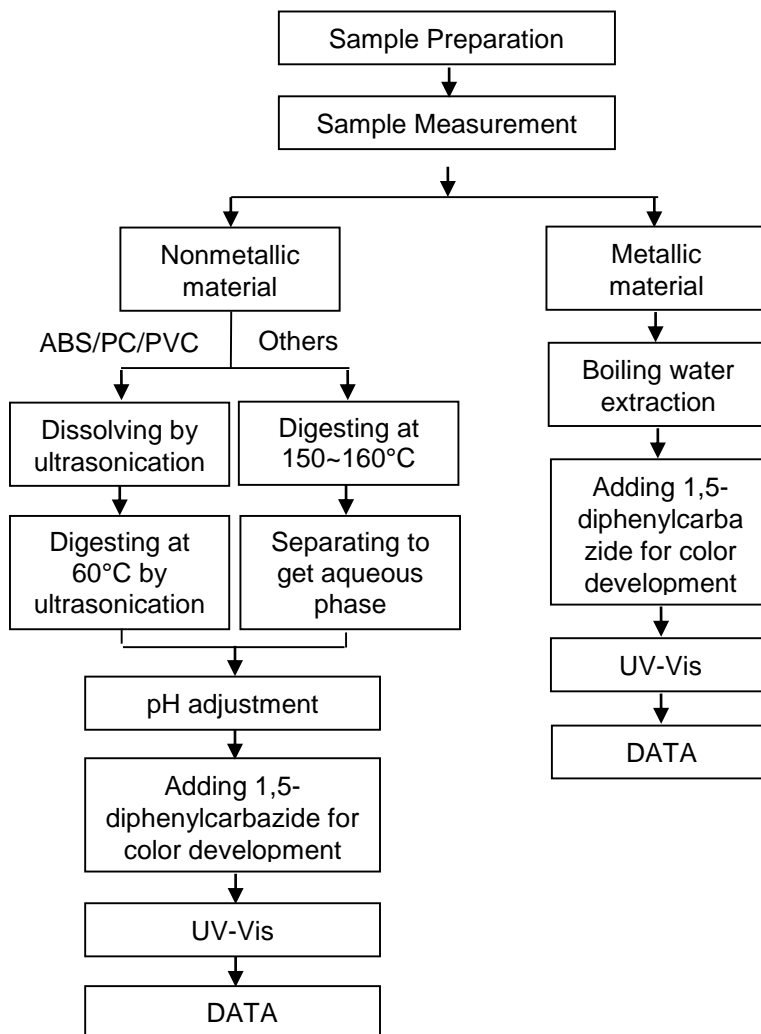 Sample Preparation
Sample Measurement
Nonmetallic
material
Metallic
material
ABS/PC/PVC
Others
Dissolving by
ultrasonication
Digesting at
150~160°C
Boiling water
extraction
Digesting at
60°C by
ultrasonication
Separating to
get aqueous
phase
Adding 1,5-
diphenylcarba
zide for color
development
pH adjustment
UV-Vis
DATA
Adding 1,5-
diphenylcarbazide for
color development
UV-Vis
DATA